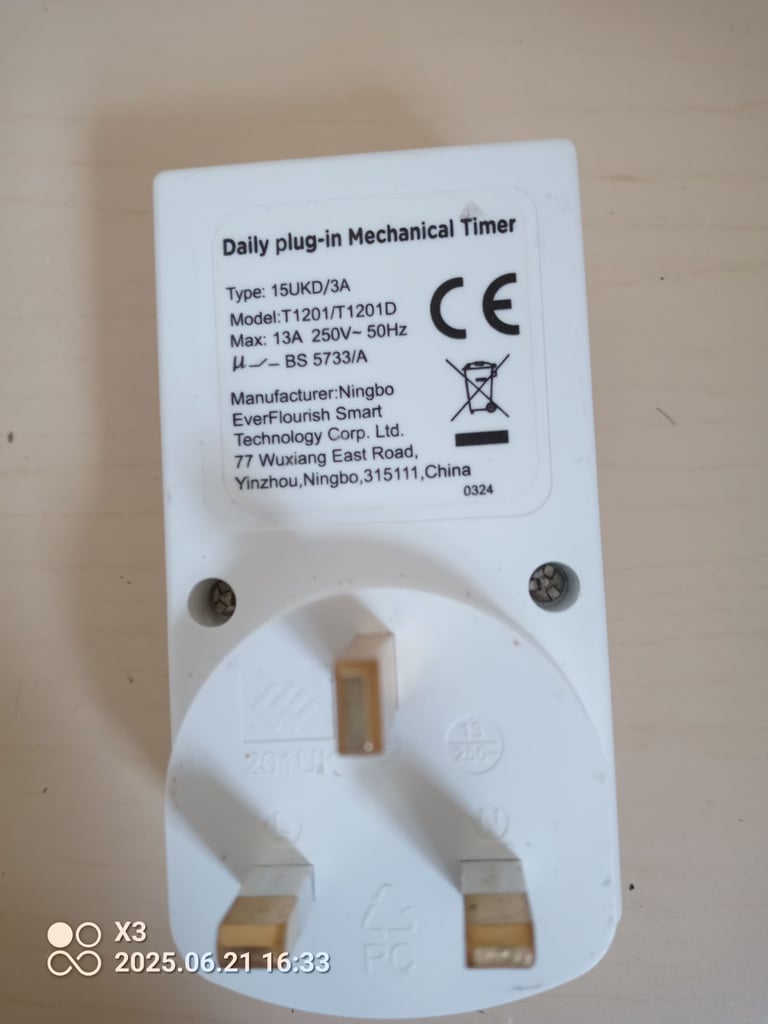 Daily plug-in Mechanical Timer
Type: 15UKD/3A
Model:T1201/T1201D
Max: 13A 250V~ 50Hz
µ BS 5733/A
CE
Manufacturer:Ningbo
EverFlourish Smart
Technology Corp. Ltd.
77 Wuxiang East Road,
Yinzhou,Ningbo,315111,China
0324
13
250~
201UK
L
N
PC
X3
2025.06.21 16:33